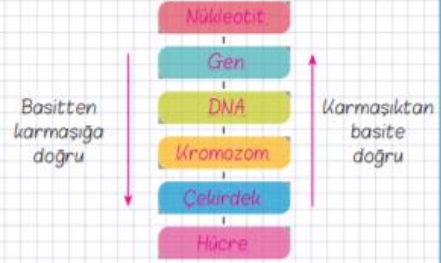 Nükleotit
Gen
DNA
Kromozom
Çekirdek
Hücre
Basitten
karmaşığa
doğru
Karmaşıktan
basite
doğru